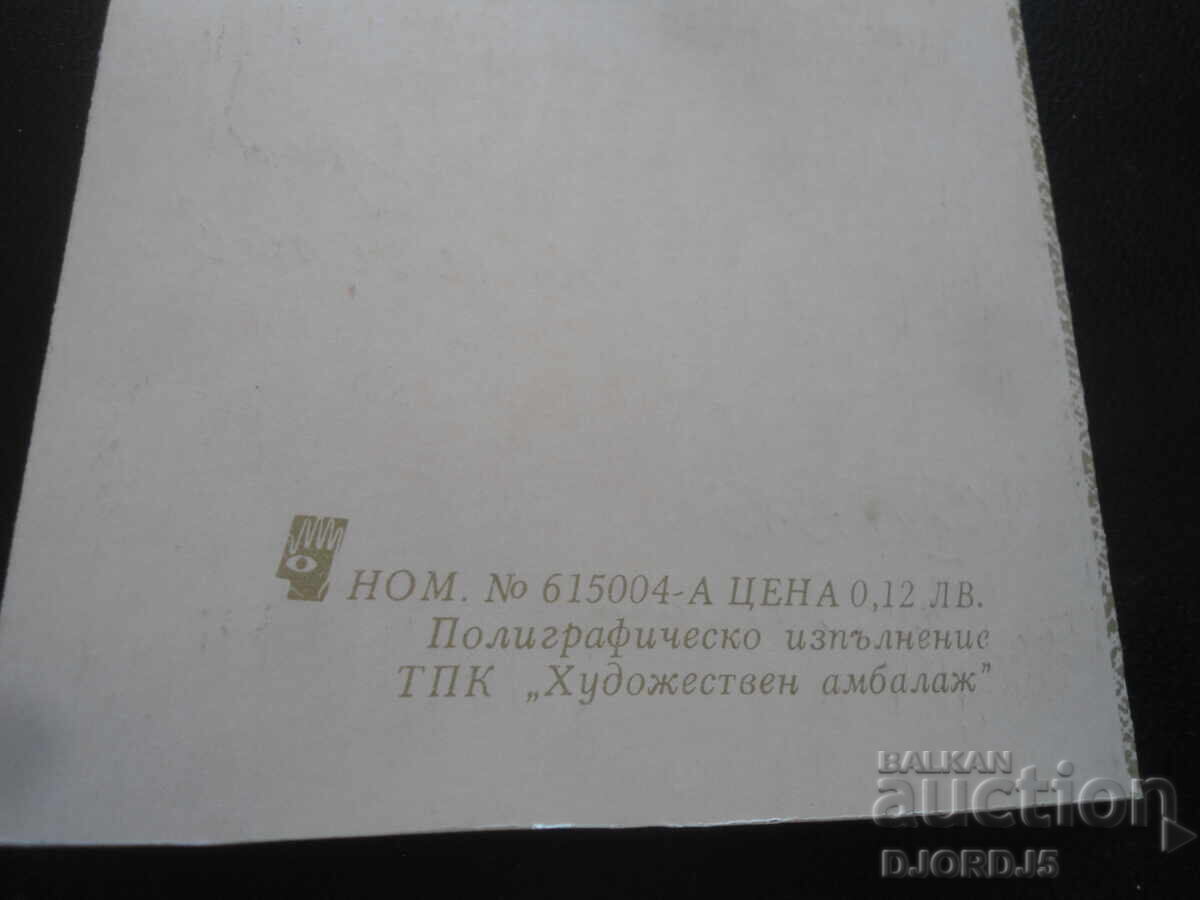 НОМ. № 615004-А ЦЕНА 0,12 ЛВ.
Полиграфическо изпълнение
ТПК „Художествен амбалаж”
BALKAN
auction
DJORDJ5